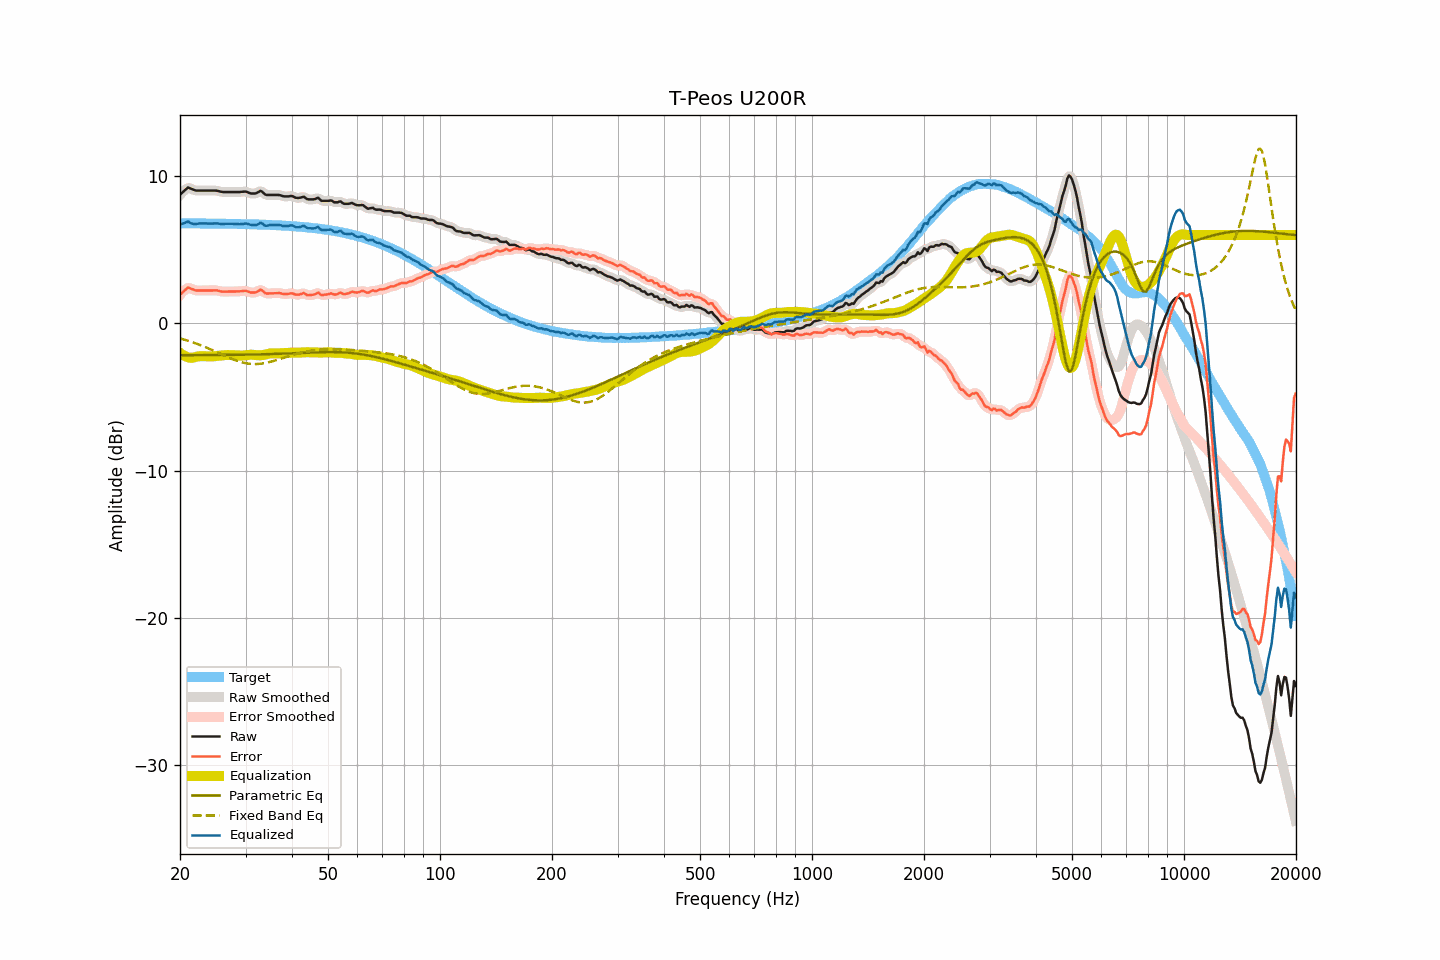 T-Peos U200R
Amplitude (dBr)
10
0
−10
−20
−30
Target
Raw Smoothed
Error Smoothed
Raw
Error
Equalization
Parametric Eq
Fixed Band Eq
Equalized
20 50 100 200 500 1000 2000 5000 10000 20000
Frequency (Hz)